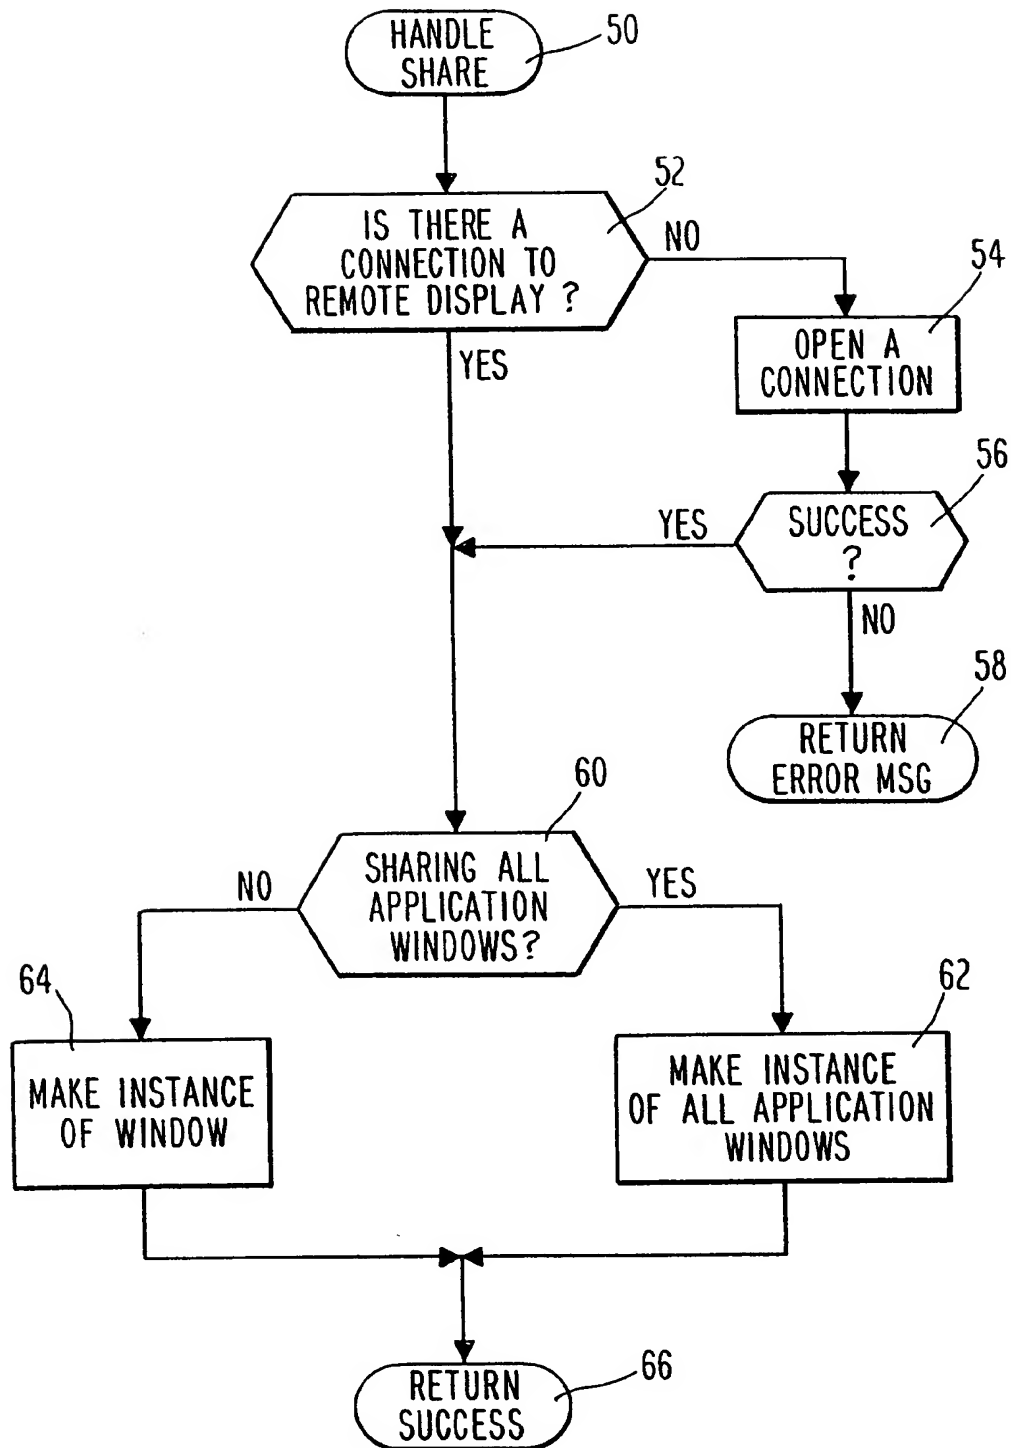 HANDLE
SHARE
50
IS THERE A
CONNECTION TO
REMOTE DISPLAY ?
52
NO
YES
OPEN A
CONNECTION
54
SUCCESS
?
56
YES
NO
RETURN
ERROR MSG
58
SHARING ALL
APPLICATION
WINDOWS?
60
NO
YES
64
MAKE INSTANCE
OF WINDOW
62
MAKE INSTANCE
OF ALL APPLICATION
WINDOWS
RETURN
SUCCESS
66